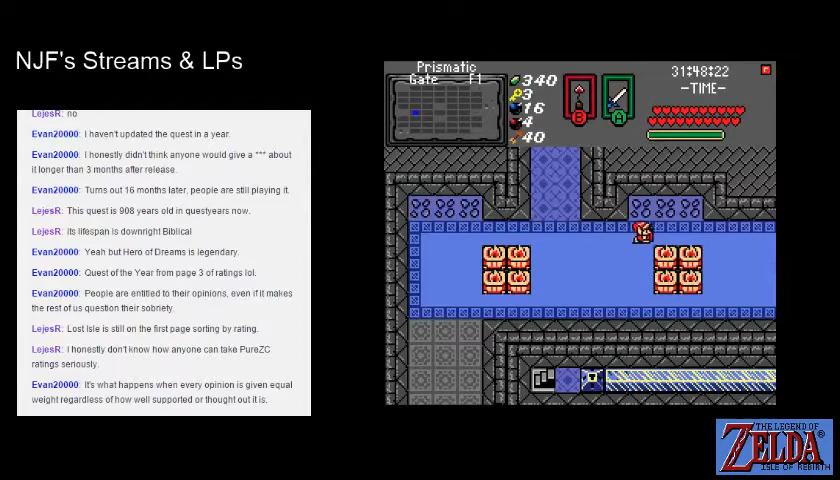 NJF's Streams & LPs
LejesR: no
Evan20000: I haven't updated the quest in a year.
Evan20000: I honestly didn't think anyone would give a *** about
it longer than 3 months after release.
Evan20000: Turns out 16 months later, people are still playing it.
LejesR: This quest is 908 years old in questyears now.
LejesR: its lifespan is downright Biblical
Evan20000: Yeah but Hero of Dreams is legendary.
Evan20000: Quest of the Year from page 3 of ratings lol.
Evan20000: People are entitled to their opinions, even if it makes
the rest of us question their sobriety.
LejesR: Lost Isle is still on the first page sorting by rating.
LejesR: I honestly don't know how anyone can take PureZC
ratings seriously.
Evan20000: It's what happens when every opinion is given equal
weight regardless of how well supported or thought out it is.
Prismatic
Gate F1
340
3
16
4
40
B
A
31:48:22
-TIME-
THE LEGEND OF
ZELDA®
ISLE OF REBIRTH